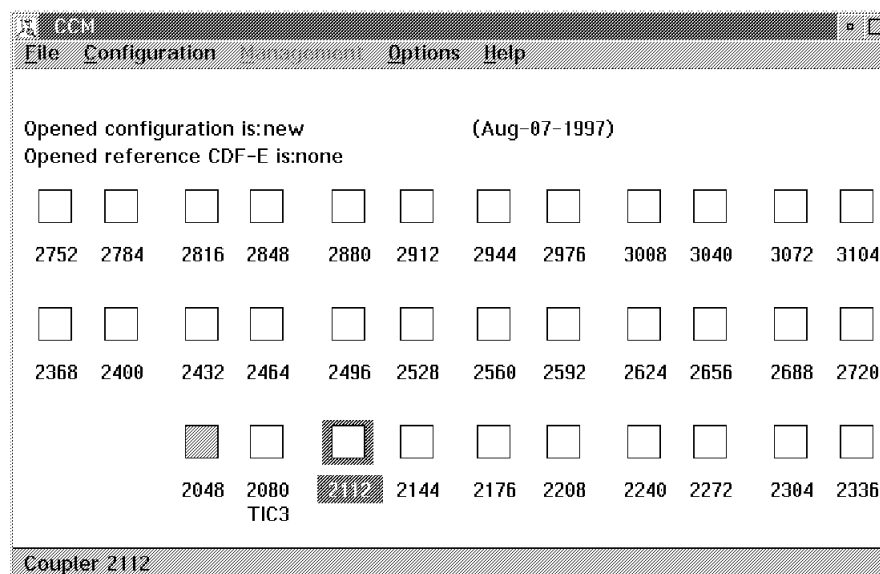 CCM
File Configuration Management Options Help
Opened configuration is:new (Aug-07-1997)
Opened reference CDF-E is:none
2752 2784 2816 2848 2880 2912 2944 2976 3008 3040 3072 3104
2368 2400 2432 2464 2496 2528 2560 2592 2624 2656 2688 2720
2048 2080 2112 2144 2176 2208 2240 2272 2304 2336
TIC3
Coupler 2112